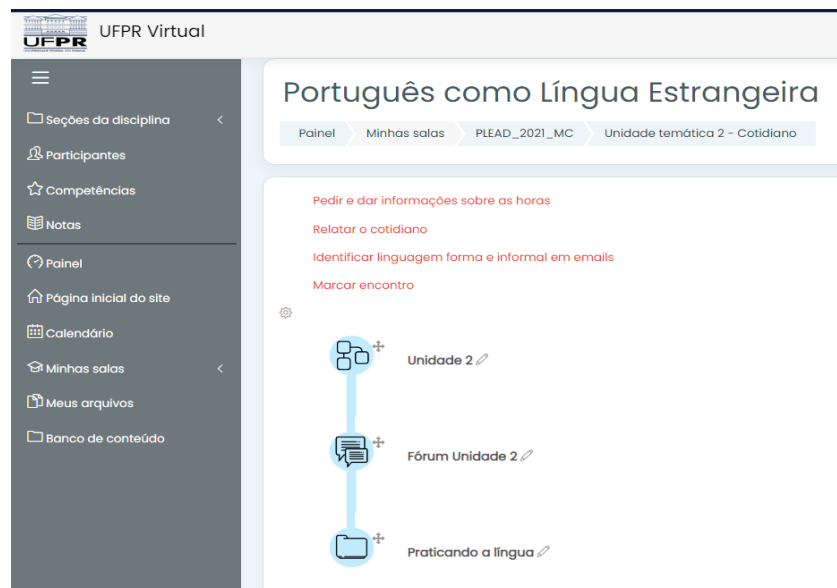 UFPR
UFPR Virtual
Seções da disciplina
Participantes
Competências
Notas
Painel
Página inicial do site
Calendário
Minhas salas
Meus arquivos
Banco de conteúdo
Português como Língua Estrangeira
Painel Minhas salas PLEAD_2021_MC Unidade temática 2 - Cotidiano
Pedir e dar informações sobre as horas
Relatar o cotidiano
Identificar linguagem forma e informal em emails
Marcar encontro
Unidade 2
Fórum Unidade 2
Praticando a língua